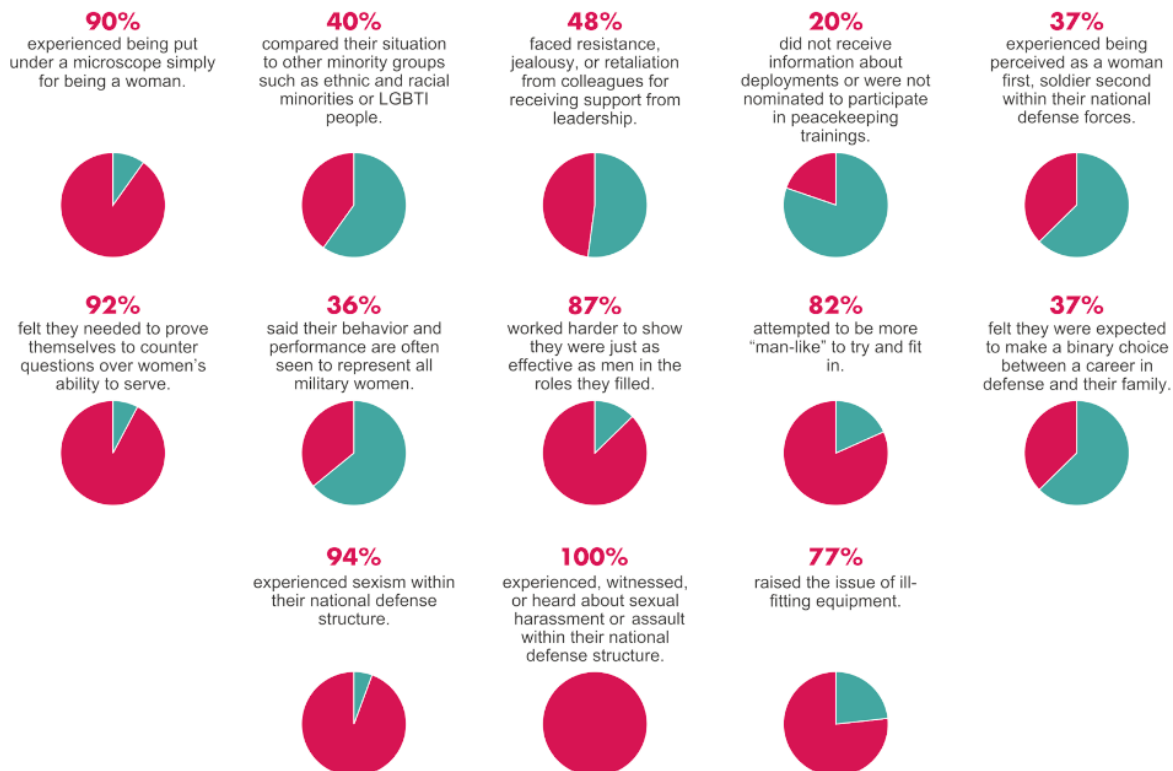 90%
experienced being put
under a microscope simply
for being a woman.
40%
compared their situation
to other minority groups
such as ethnic and racial
minorities or LGBTI
people.
48%
faced resistance,
jealousy, or retaliation
from colleagues for
receiving support from
leadership.
20%
did not receive
information about
deployments or were not
nominated to participate
in peacekeeping
trainings.
37%
experienced being
perceived as a woman
first, soldier second
within their national
defense forces.
92%
felt they needed to prove
themselves to counter
questions over women’s
ability to serve.
36%
said their behavior and
performance are often
seen to represent all
military women.
87%
worked harder to show
they were just as
effective as men in the
roles they filled.
82%
attempted to be more
“man-like” to try and fit
in.
37%
felt they were expected
to make a binary choice
between a career in
defense and their family.
94%
experienced sexism within
their national defense
structure.
100%
experienced, witnessed,
or heard about sexual
harassment or assault
within their national
defense structure.
77%
raised the issue of ill-
fitting equipment.